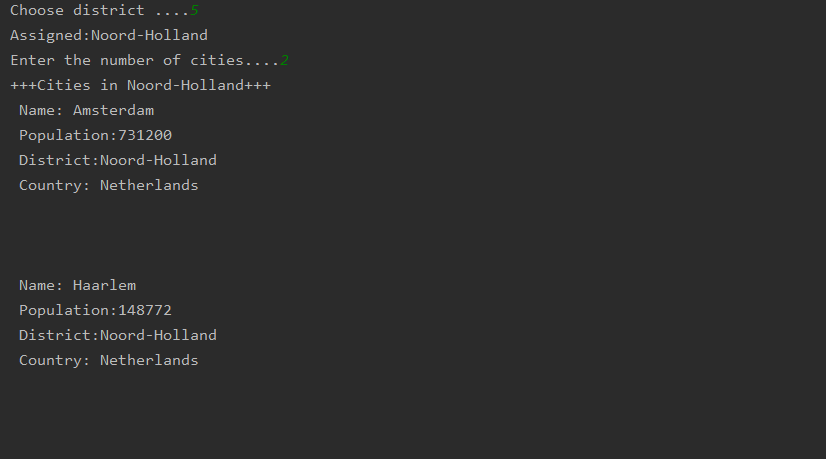 Choose district ....5
Assigned:Noord-Holland
Enter the number of cities....2
+++Cities in Noord-Holland+++
Name: Amsterdam
Population:731200
District:Noord-Holland
Country: Netherlands
Name: Haarlem
Population:148772
District:Noord-Holland
Country: Netherlands